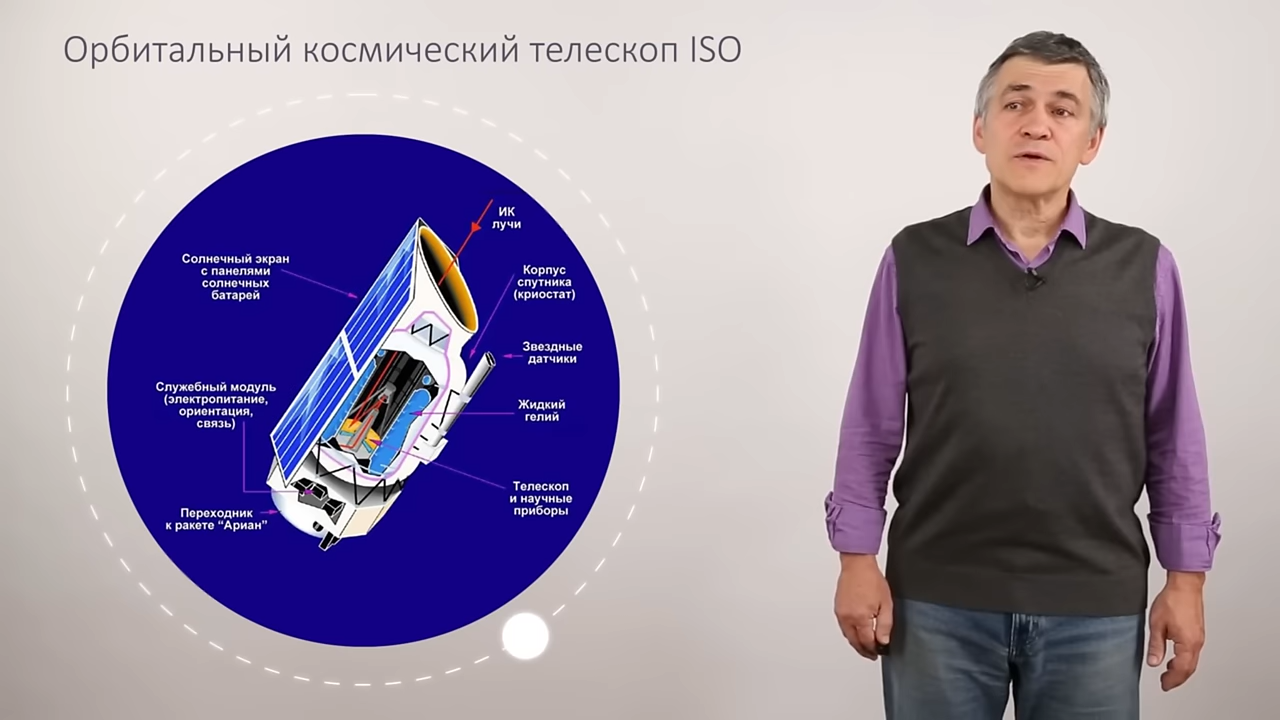 Орбитальный космический телескоп ISO
ИК
лучи
Солнечный экран
с панелями
солнечных
батарей
Корпус
спутника
(криостат)
Звездные
датчики
Служебный модуль
(электропитание,
ориентация,
связь)
Жидкий
гелий
Телескоп
и научные
приборы
Переходник
к ракете “Ариан”